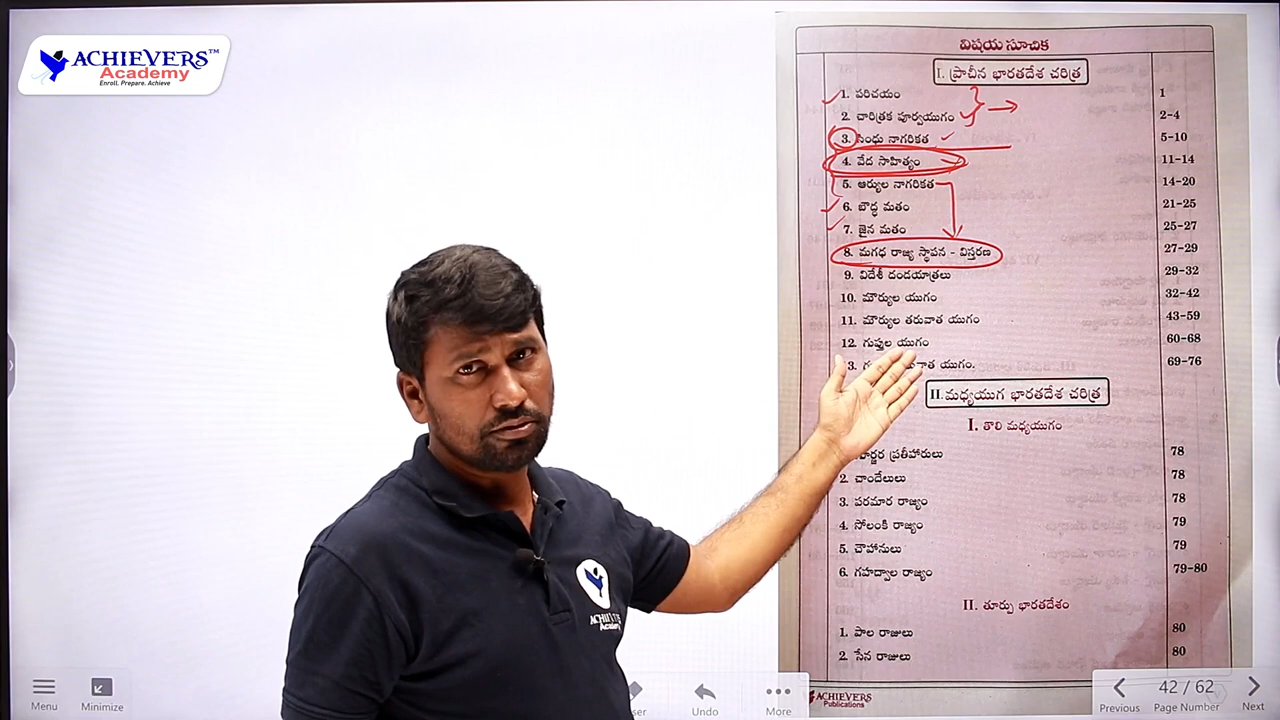 ACHIEVERS™
Academy
Enroll. Prepare. Achieve
విషయ సూచిక
I. ప్రాచీన భారతదేశ చరిత్ర
1. పరిచయం 1
2. చారిత్రక పూర్వయుగం 2-4
3. సింధు నాగరికత 5-10
4. వేద సాహిత్యం 11-14
5. ఆర్యుల నాగరికత 14-20
6. బౌద్ధ మతం 21-25
7. జైన మతం 25-27
8. మగధ రాజ్య స్థాపన - విస్తరణ 27-29
9. విదేశీ దండయాత్రలు 29-32
10. మౌర్యుల యుగం 32-42
11. మౌర్యుల తరువాత యుగం 43-59
12. గుప్తుల యుగం 60-68
3. యుగం. 69-76
II. మధ్యయుగ భారతదేశ చరిత్ర
I. తొలి మధ్యయుగం
ప్రతీహారులు 78
2. చాందేలులు 78
3. పరమార రాజ్యం 78
4. సోలంకి రాజ్యం 79
5. చౌహానులు 79
6. గహద్వాల రాజ్యం 79-80
II. తూర్పు భారతదేశం
1. పాల రాజులు 80
2. సేన రాజులు 80
ACHIEVERS
Publications
Academy
Menu
Minimize
Undo
More
Previous
42 / 62
Page Number
Next